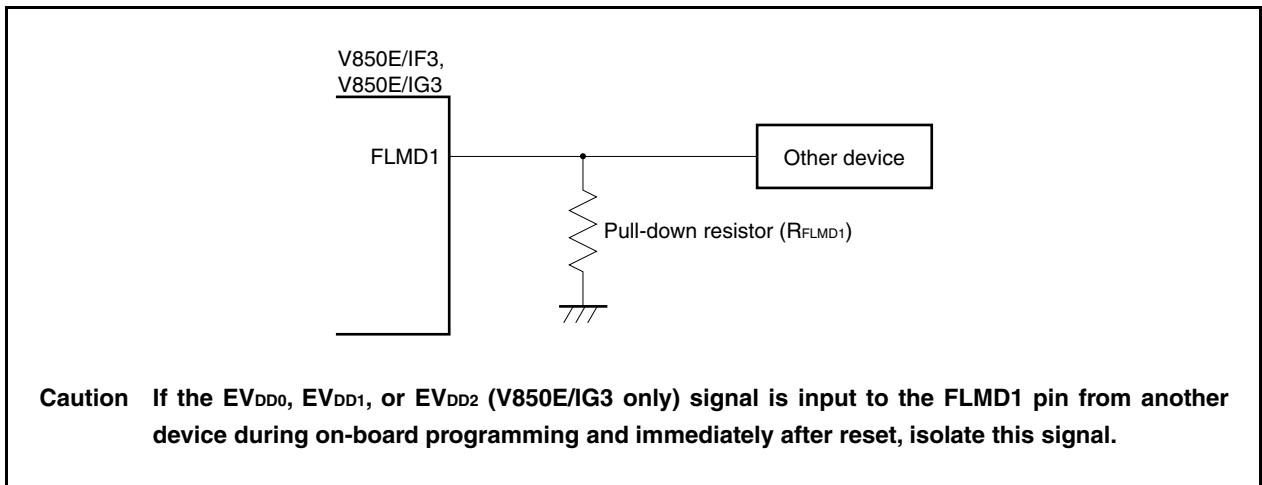 V850E/IF3,
V850E/IG3
FLMD1
Other device
Pull-down resistor (RFLMD1)
Caution If the EVDD0, EVDD1, or EVDD2 (V850E/IG3 only) signal is input to the FLMD1 pin from another
device during on-board programming and immediately after reset, isolate this signal.